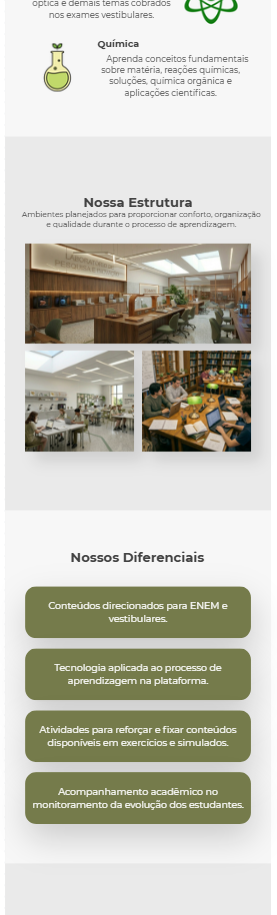 óptica e demais temas cobrados
nos exames vestibulares.
Química
Aprenda conceitos fundamentais
sobre matéria, reações químicas,
soluções, química orgânica e
aplicações científicas.
Nossa Estrutura
Ambientes planejados para proporcionar conforto, organização
e qualidade durante o processo de aprendizagem.
Nossos Diferenciais
Conteúdos direcionados para ENEM e
vestibulares.
Tecnologia aplicada ao processo de
aprendizagem na plataforma.
Atividades para reforçar e fixar conteúdos
disponíveis em exercícios e simulados.
Acompanhamento acadêmico no
monitoramento da evolução dos estudantes.